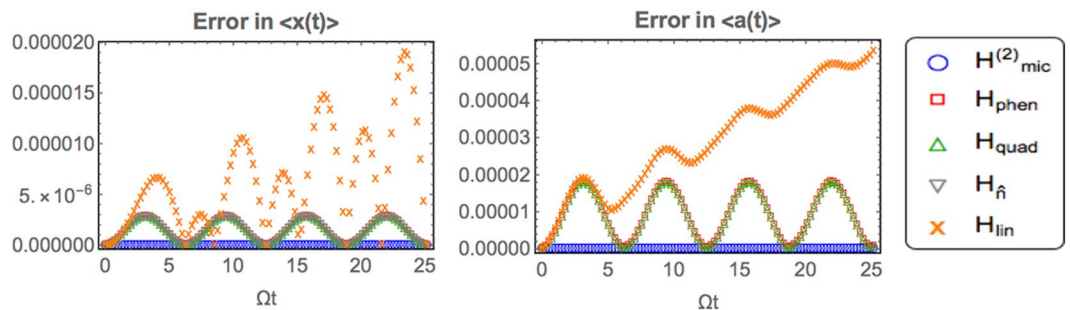 Error in <x(t)>
0.000020
0.000015
0.000010
5. × 10⁻⁶
0.000000
0 5 10 15 20 25
Ωt
Error in <a(t)>
0.00005
0.00004
0.00003
0.00002
0.00001
0.00000
0 5 10 15 20 25
Ωt
H⁽²⁾mic
Hphen
Hquad
Hn̂
Hlin